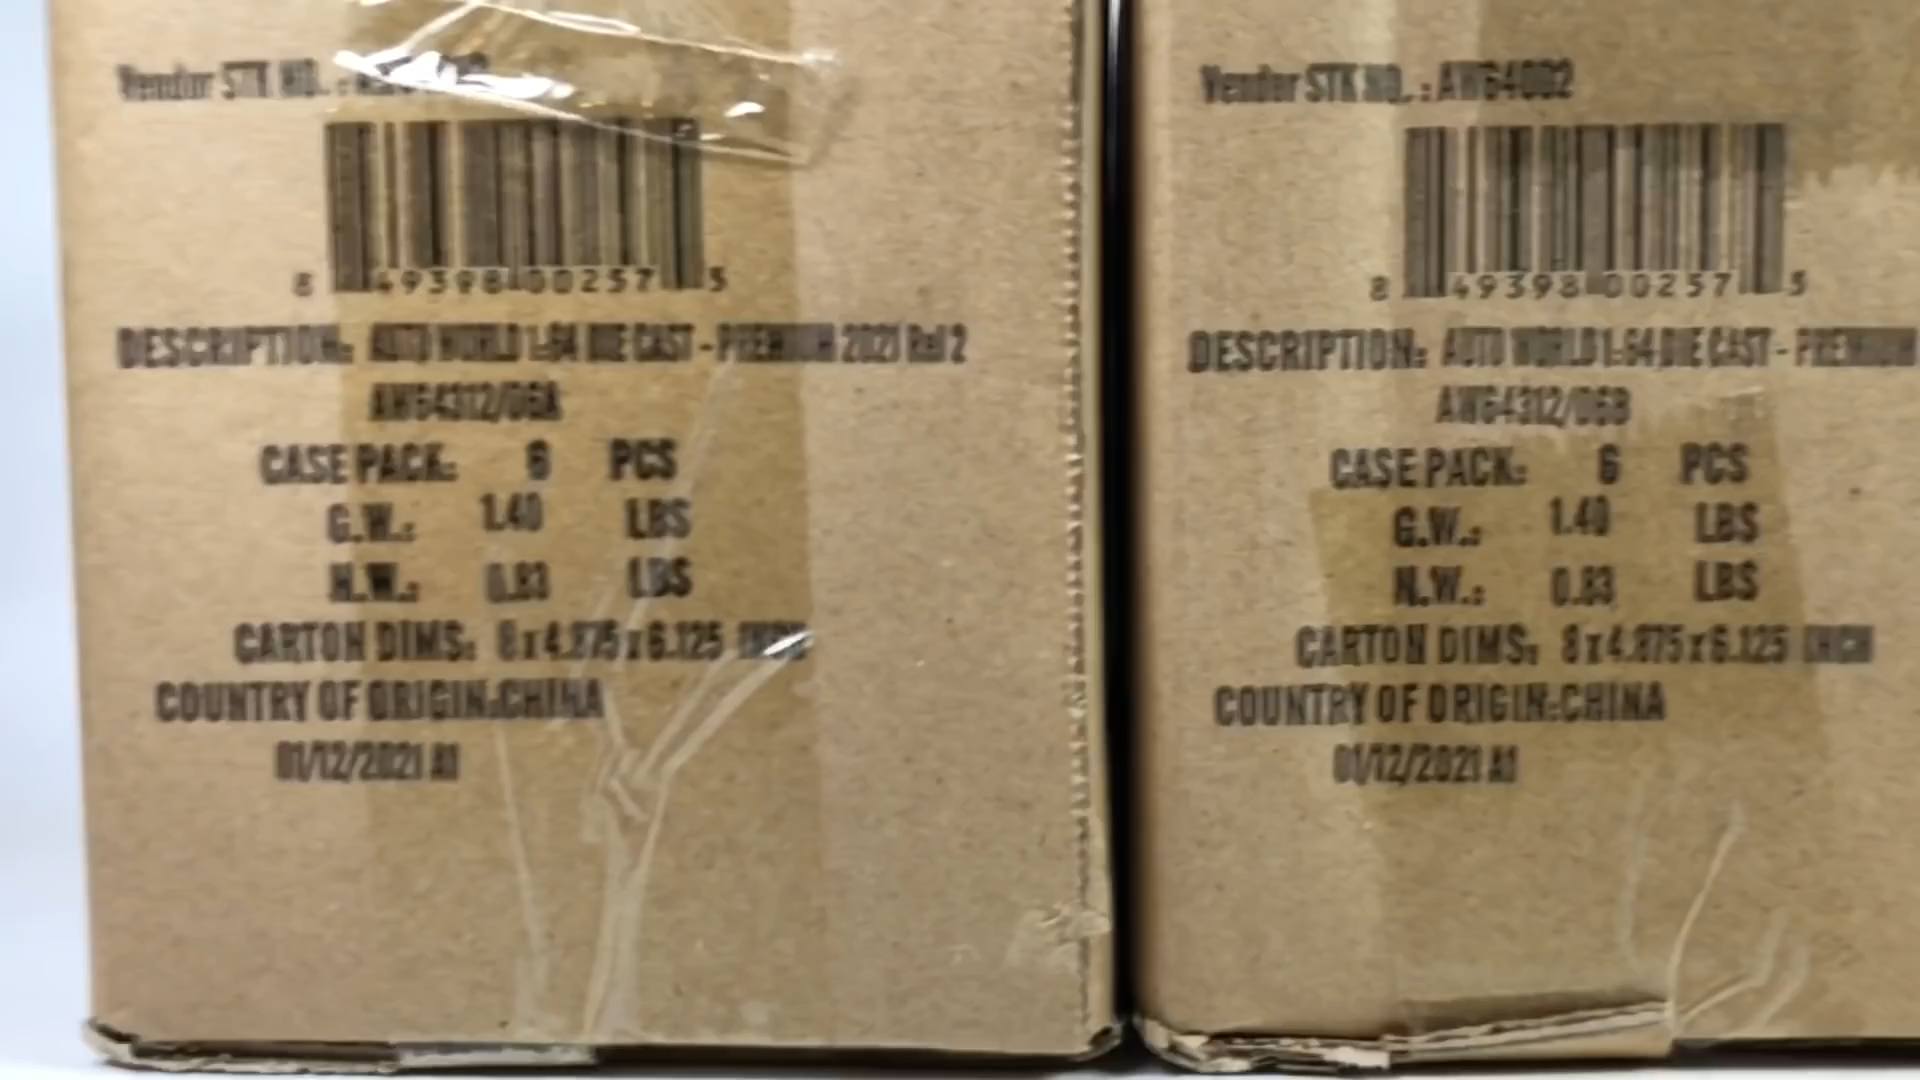 Vendor STK NO. :
8 49398 00257 5
DESCRIPTION: AUTO WORLD 1:64 DIE CAST - PREMIUM 2021 Rel 2
AW64312/06A
CASE PACK: 6 PCS
G.W.: 1.40 LBS
N.W.: 0.83 LBS
CARTON DIMS: 8 x 4.875 x 6.125 INCH
COUNTRY OF ORIGIN:CHINA
01/12/2021 A1
Vendor STK NO. : AW64002
8 49398 00257 5
DESCRIPTION: AUTO WORLD 1:64 DIE CAST - PREMIUM
AW64312/06B
CASE PACK: 6 PCS
G.W.: 1.40 LBS
N.W.: 0.83 LBS
CARTON DIMS: 8 x 4.875 x 6.125 INCH
COUNTRY OF ORIGIN:CHINA
01/12/2021 A1